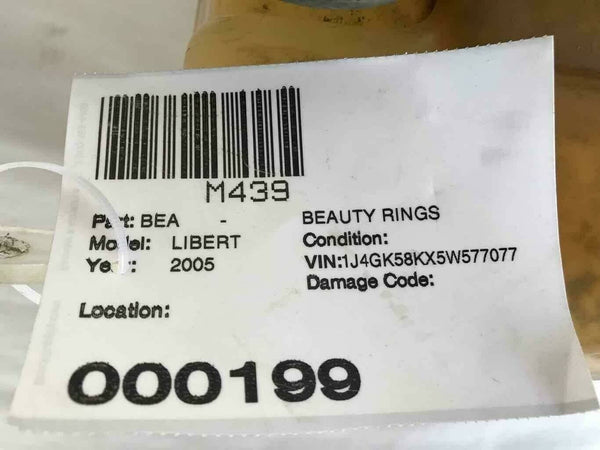 M439
Part: BEA - BEAUTY RINGS
Model: LIBERT Condition:
Year: 2005 VIN:1J4GK58KX5W577077
Damage Code:
Location:
000199